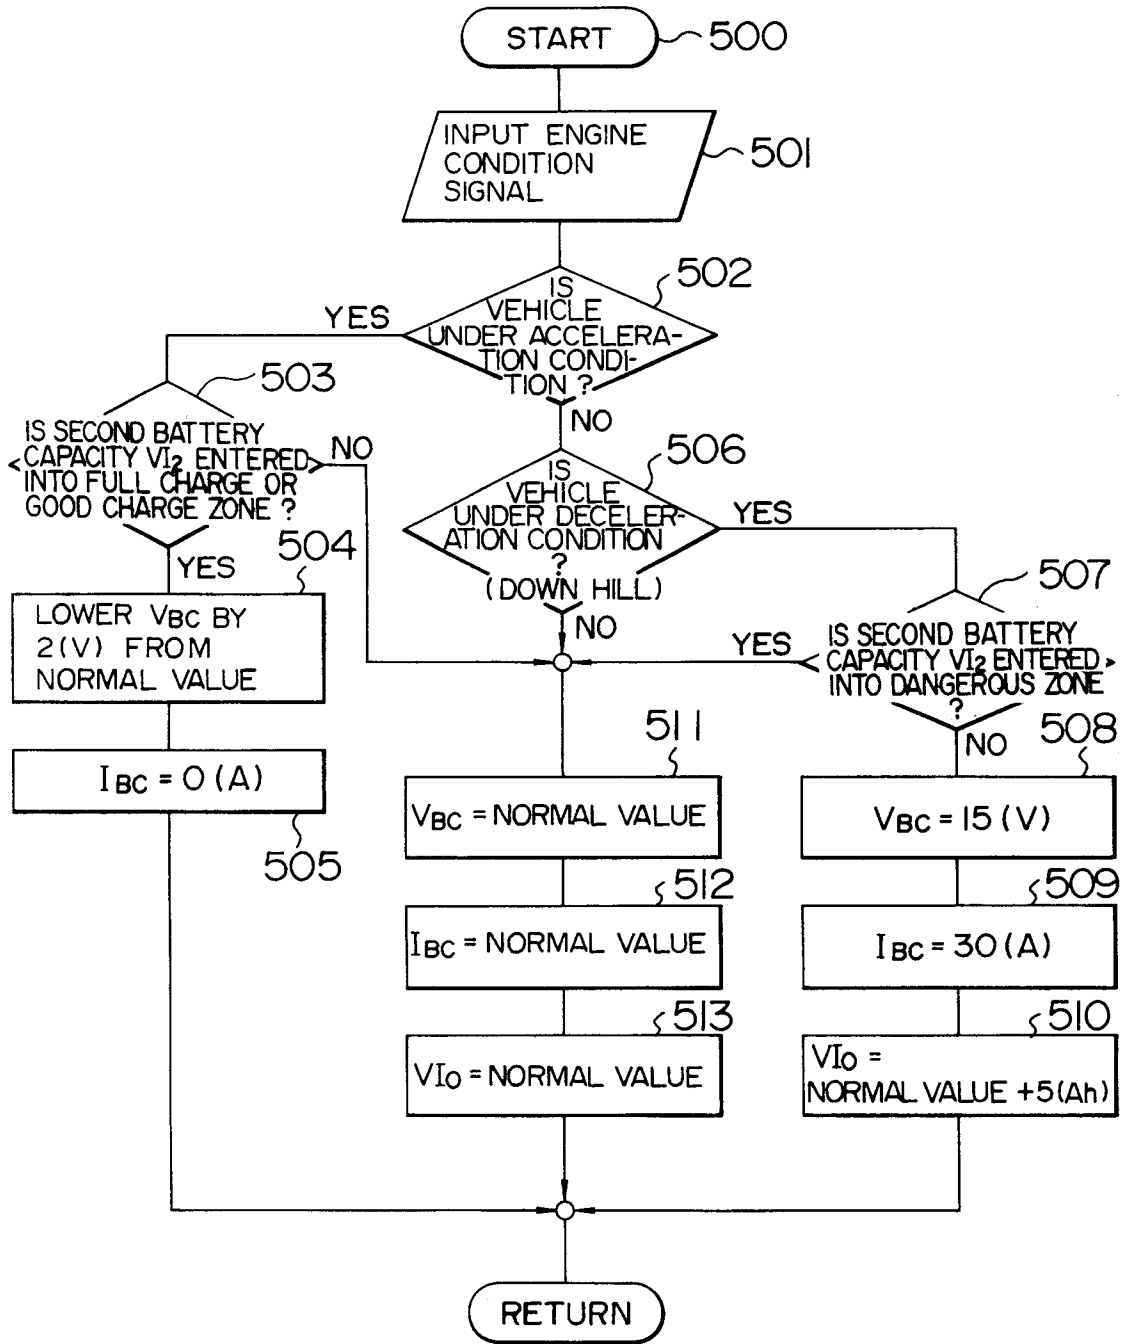 START
500
INPUT ENGINE
CONDITION
SIGNAL
501
502
IS
VEHICLE
UNDER ACCELERA-
TION CONDI-
TION ?
YES
NO
503
IS SECOND BATTERY
CAPACITY VI₂ ENTERED
INTO FULL CHARGE OR
GOOD CHARGE ZONE ?
NO
YES
504
LOWER VBC BY
2(V) FROM
NORMAL VALUE
IBC = 0 (A)
505
506
IS
VEHICLE
UNDER DECELER-
ATION CONDITION
?
(DOWN HILL)
YES
NO
507
IS SECOND BATTERY
CAPACITY VI₂ ENTERED
INTO DANGEROUS ZONE
?
YES
NO
508
VBC = 15 (V)
509
IBC = 30 (A)
510
VIo =
NORMAL VALUE +5(Ah)
511
VBC = NORMAL VALUE
512
IBC = NORMAL VALUE
513
VIo = NORMAL VALUE
RETURN